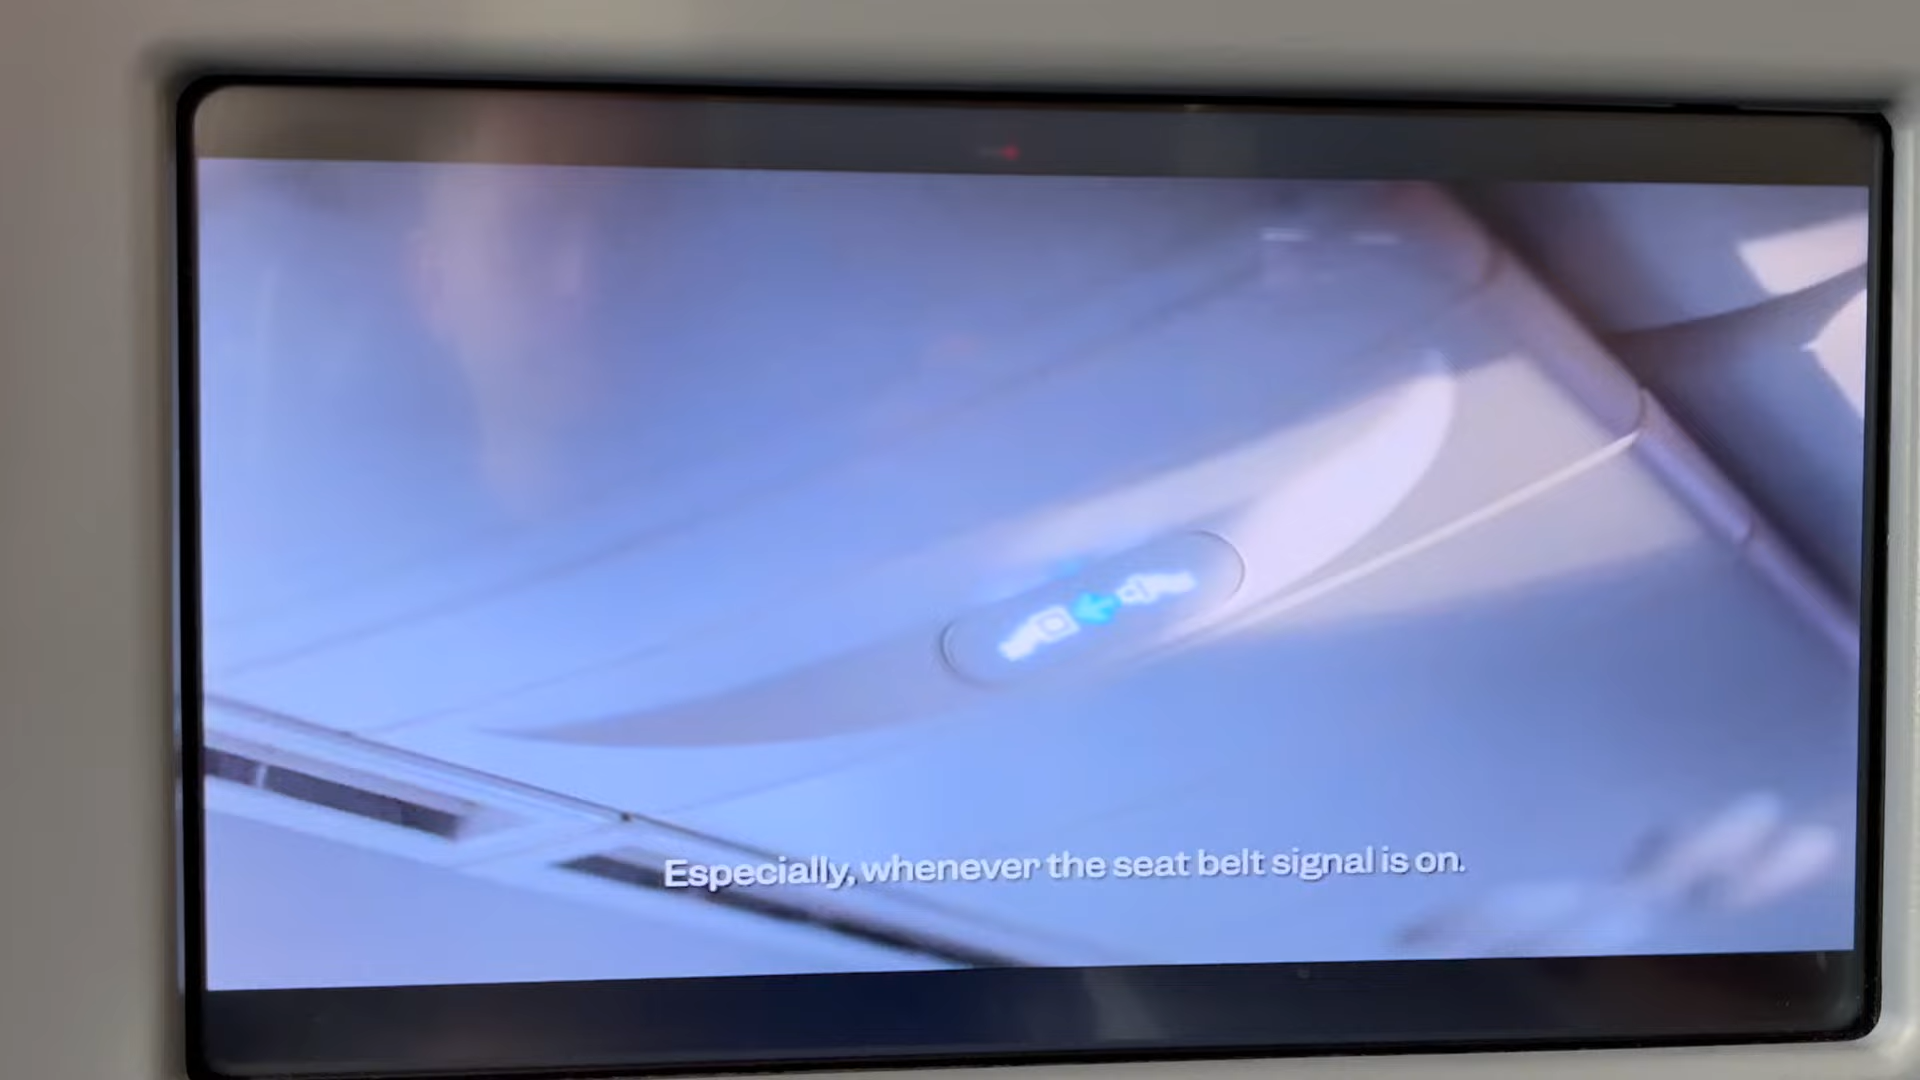 Especially, whenever the seat belt signal is on.